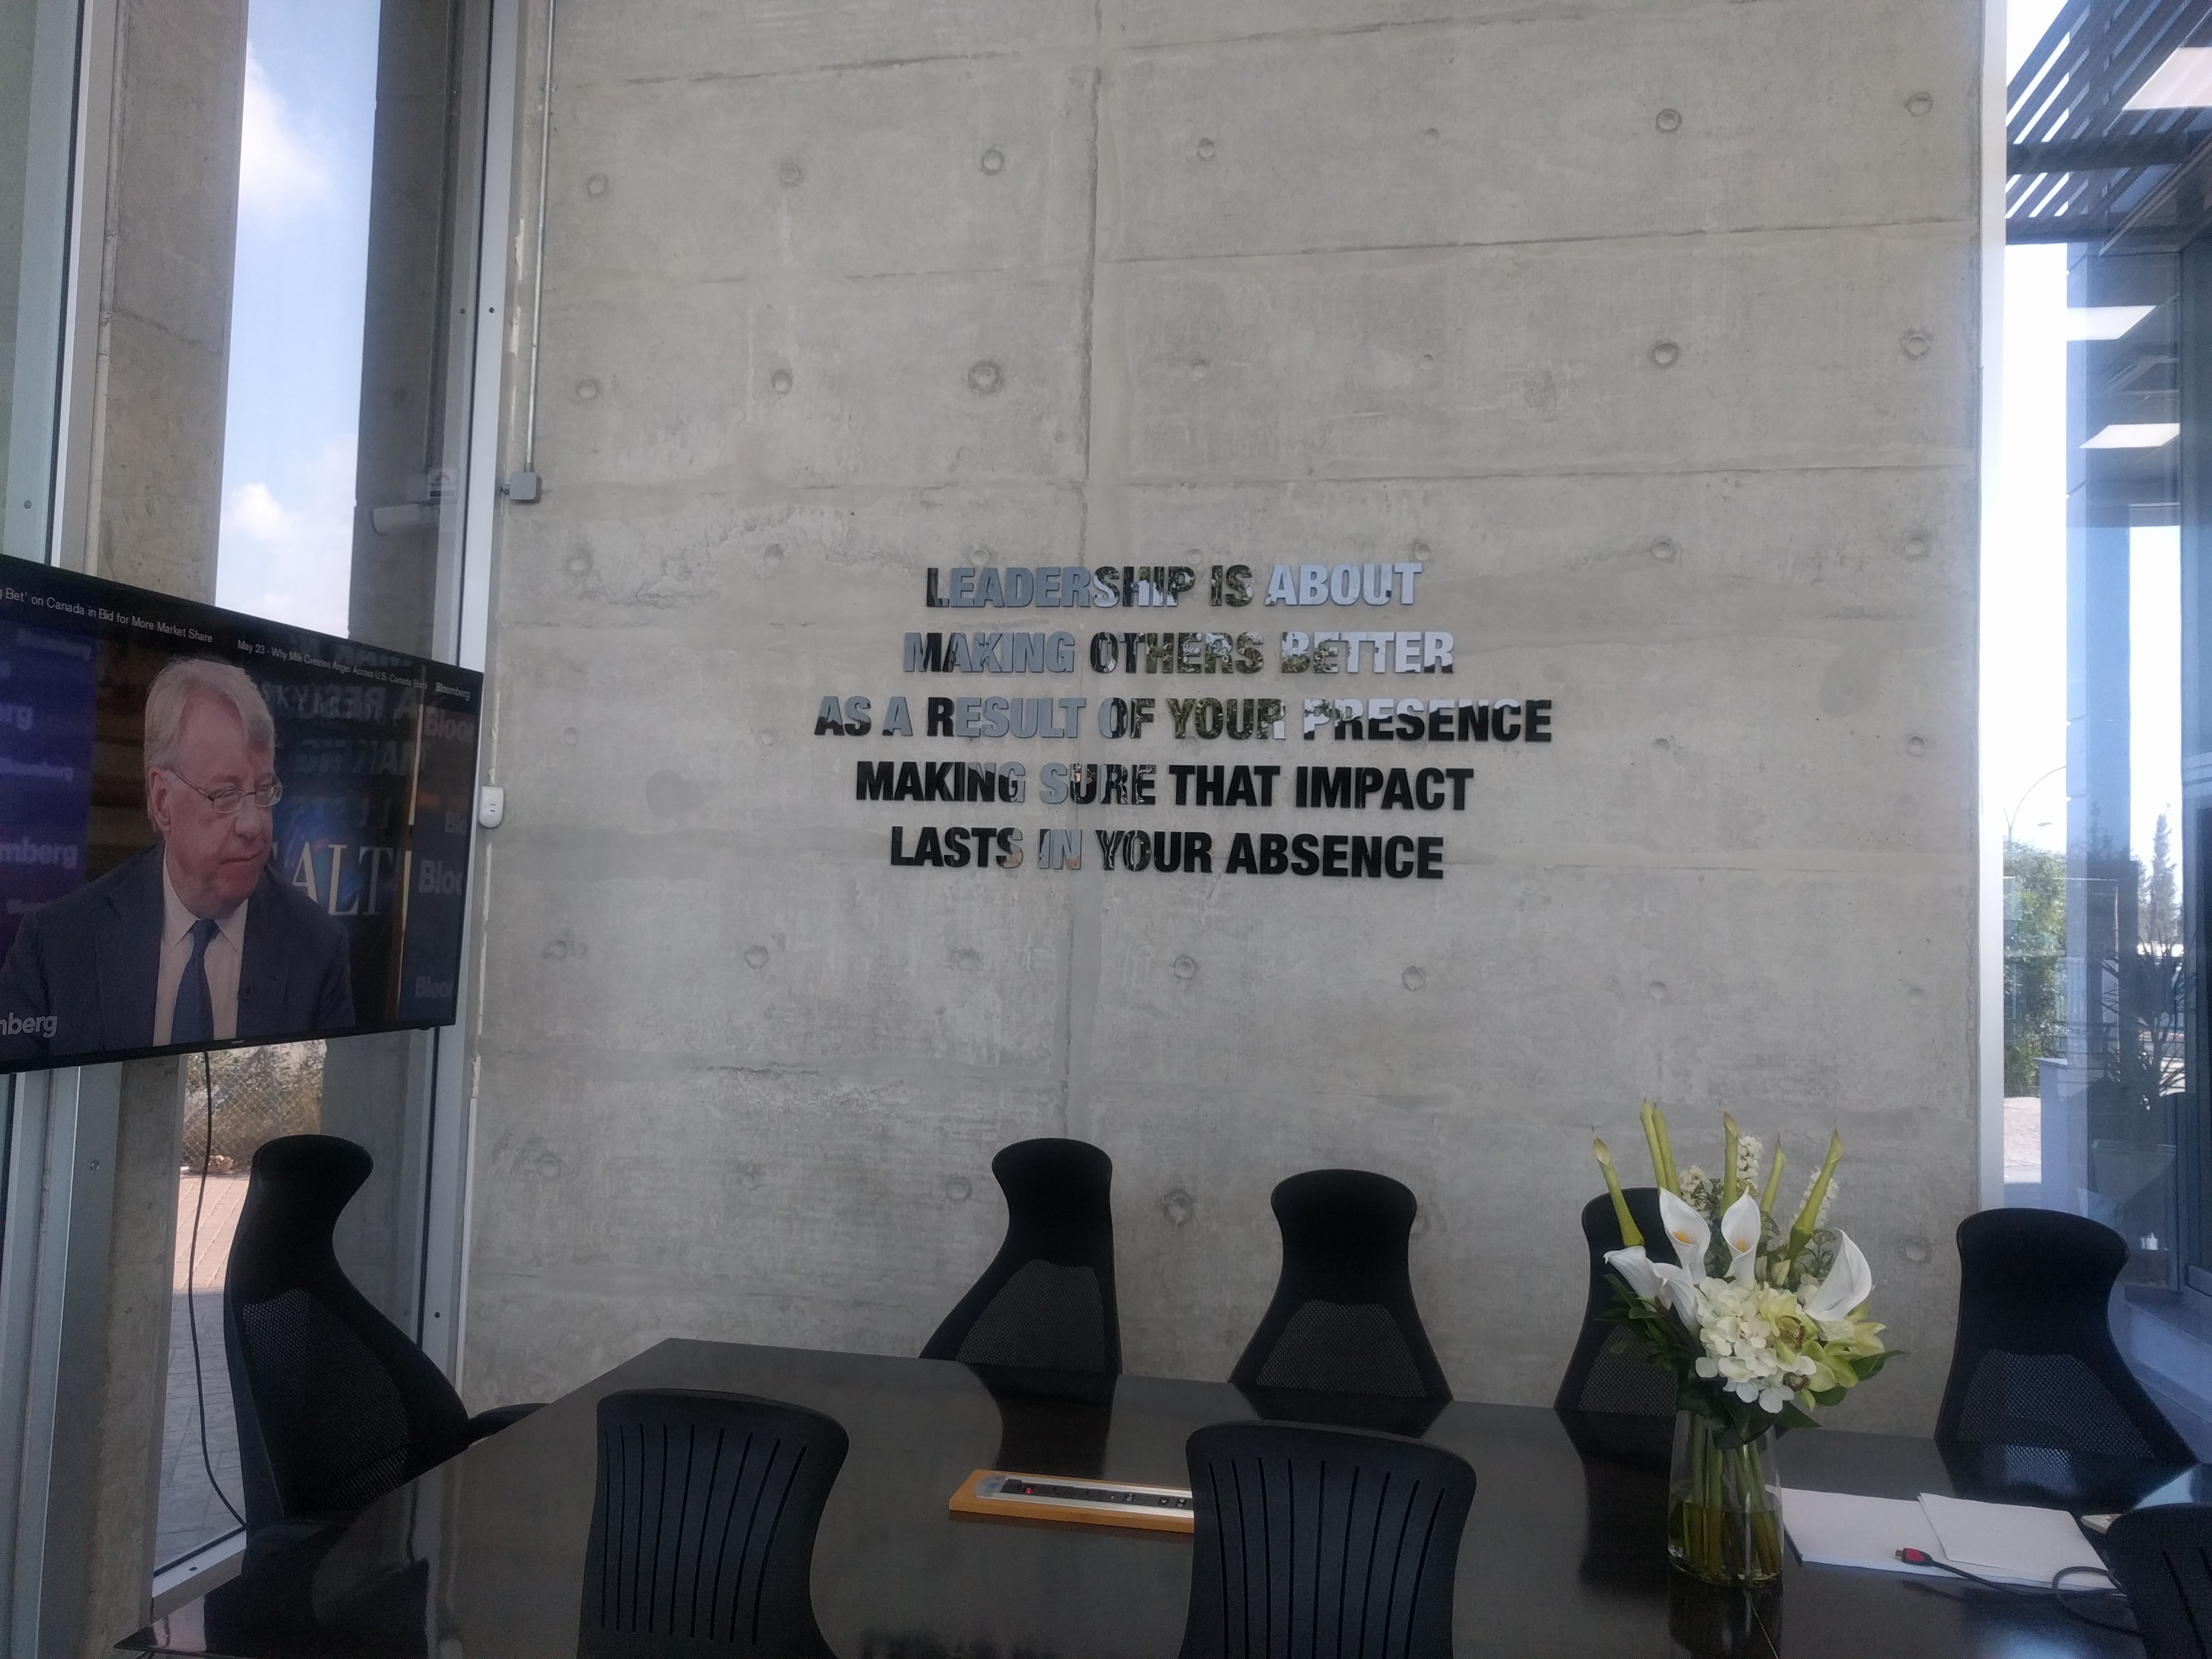 LEADERSHIP IS ABOUT
MAKING OTHERS BETTER
AS A RESULT OF YOUR PRESENCE
MAKING SURE THAT IMPACT
LASTS IN YOUR ABSENCE
Bet' on Canada in Bid for More Market Share
May 23 - Why Milk Creates Anger Across U.S.-Canada
Bloomberg